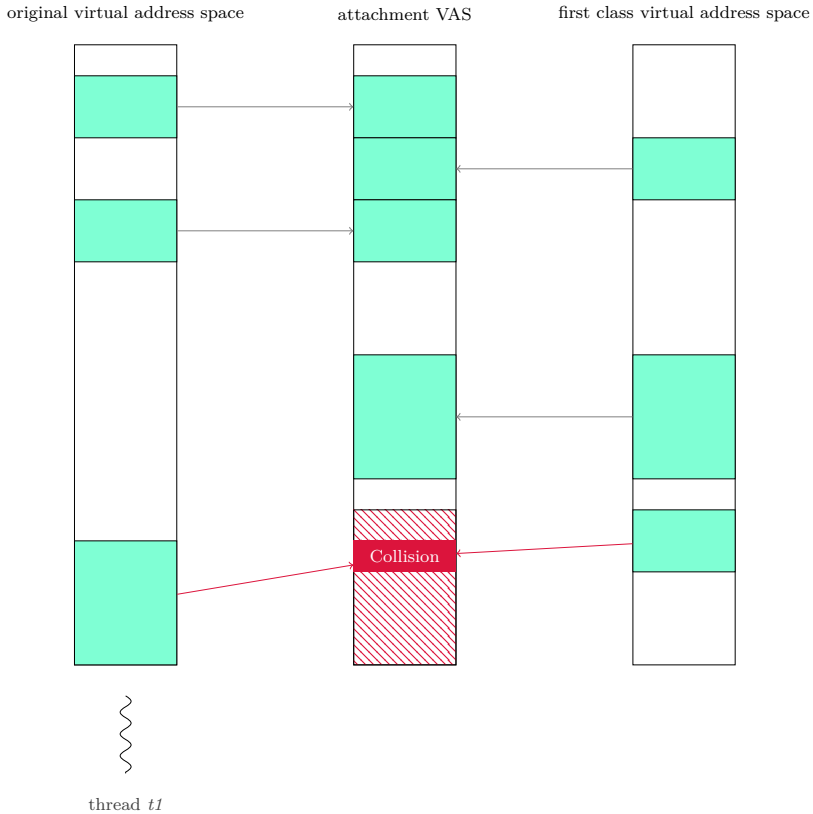 original virtual address space
attachment VAS
first class virtual address space
Collision
thread t1